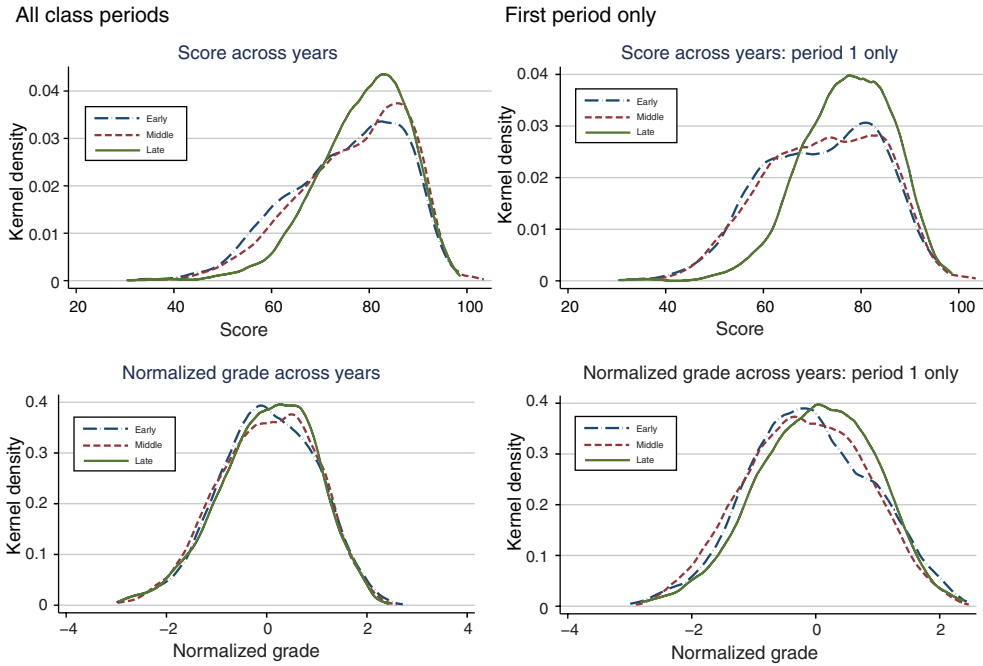 All class periods
First period only
Score across years
Kernel density
0.04
0.03
0.02
0.01
0
Early
Middle
Late
20
40
60
80
100
Score
Score across years: period 1 only
Kernel density
0.04
0.03
0.02
0.01
0
Early
Middle
Late
20
40
60
80
100
Score
Normalized grade across years
Kernel density
0.4
0.3
0.2
0.1
0
Early
Middle
Late
−4
−2
0
2
4
Normalized grade
Normalized grade across years: period 1 only
Kernel density
0.4
0.3
0.2
0.1
0
Early
Middle
Late
−4
−2
0
2
Normalized grade